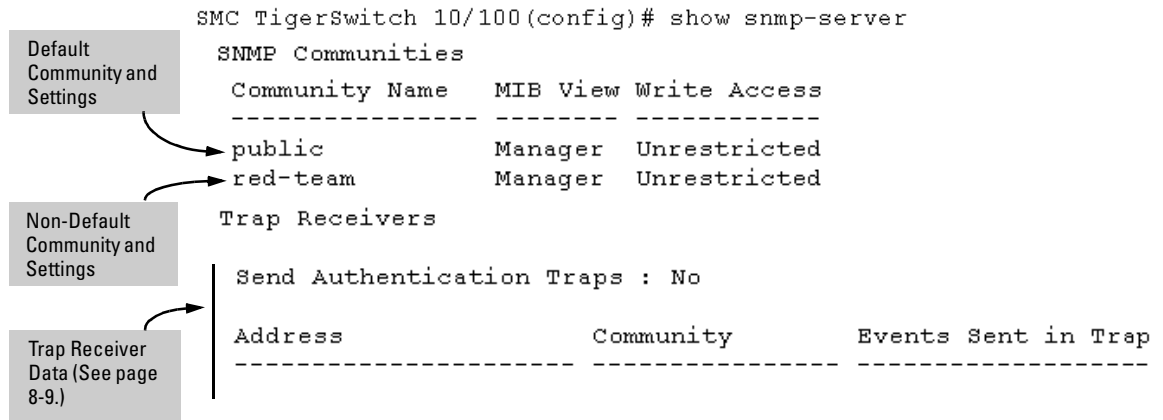 SMC TigerSwitch 10/100(config)# show snmp-server
Default
Community and
Settings
SNMP Communities
Community Name MIB View Write Access
---------------- -------- ------------
public Manager Unrestricted
red-team Manager Unrestricted
Non-Default
Community and
Settings
Trap Receivers
Send Authentication Traps : No
Trap Receiver
Data (See page
8-9.)
Address Community Events Sent in Trap
---------------------- ---------------- -------------------